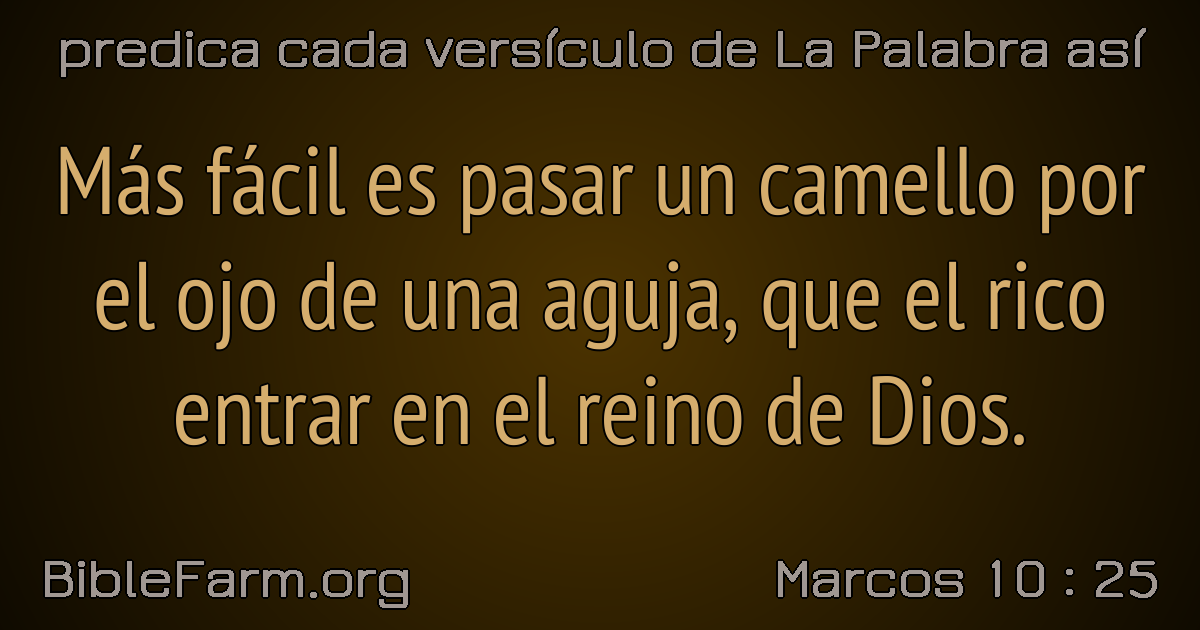 predica cada versículo de La Palabra así
Más fácil es pasar un camello por
el ojo de una aguja, que el rico
entrar en el reino de Dios.
BibleFarm.org
Marcos 10 : 25